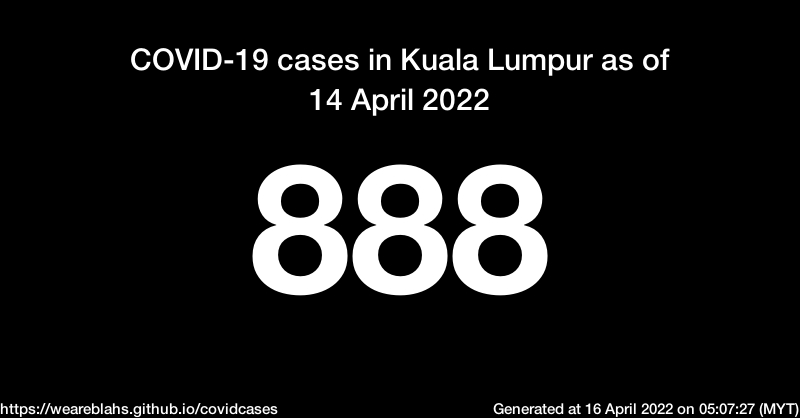 COVID-19 cases in Kuala Lumpur as of
14 April 2022
888
https://weareblahs.github.io/covidcases
Generated at 16 April 2022 on 05:07:27 (MYT)